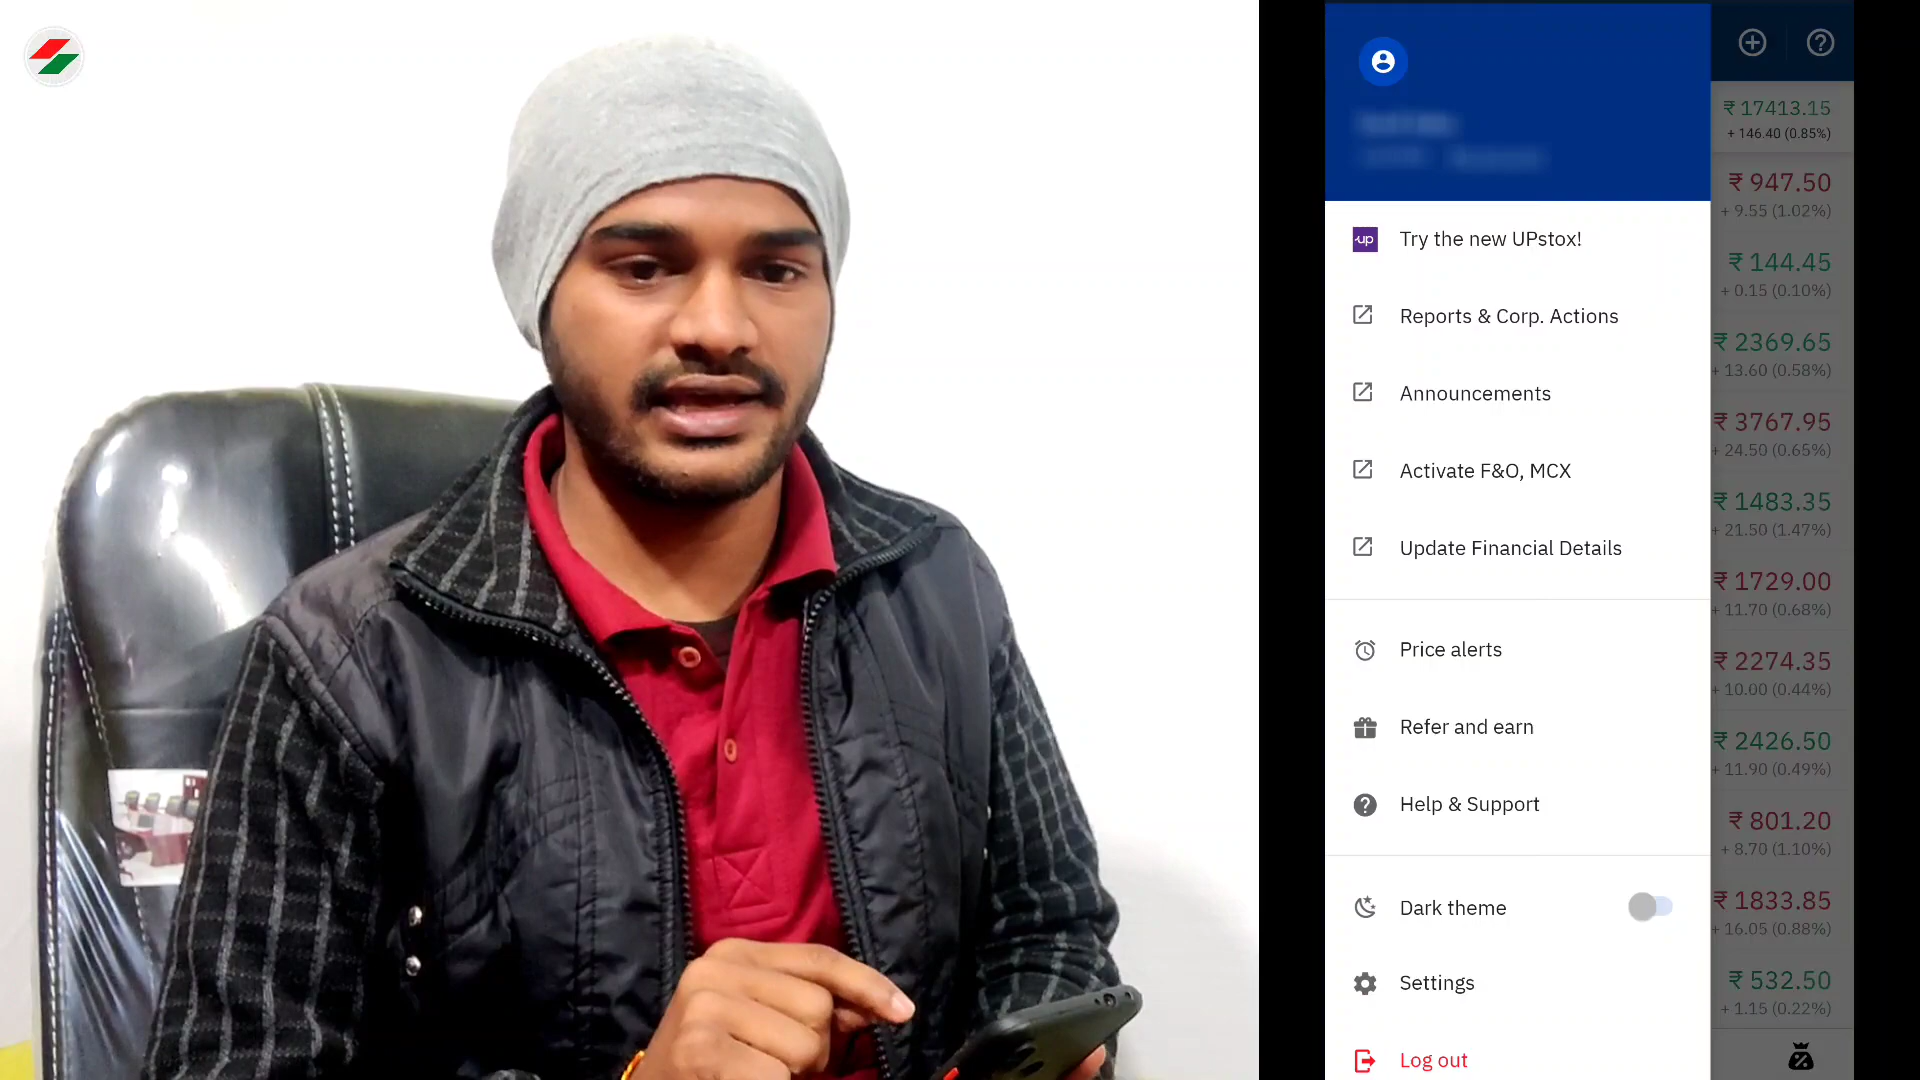 ₹ 17413.15
+ 146.40 (0.85%)
up Try the new UPstox!
Reports & Corp. Actions
Announcements
Activate F&O, MCX
Update Financial Details
Price alerts
Refer and earn
Help & Support
Dark theme
Settings
Log out
₹ 947.50
+ 9.55 (1.02%)
₹ 144.45
+ 0.15 (0.10%)
₹ 2369.65
+ 13.60 (0.58%)
₹ 3767.95
+ 24.50 (0.65%)
₹ 1483.35
+ 21.50 (1.47%)
₹ 1729.00
+ 11.70 (0.68%)
₹ 2274.35
+ 10.00 (0.44%)
₹ 2426.50
+ 11.90 (0.49%)
₹ 801.20
+ 8.70 (1.10%)
₹ 1833.85
+ 16.05 (0.88%)
₹ 532.50
+ 1.15 (0.22%)